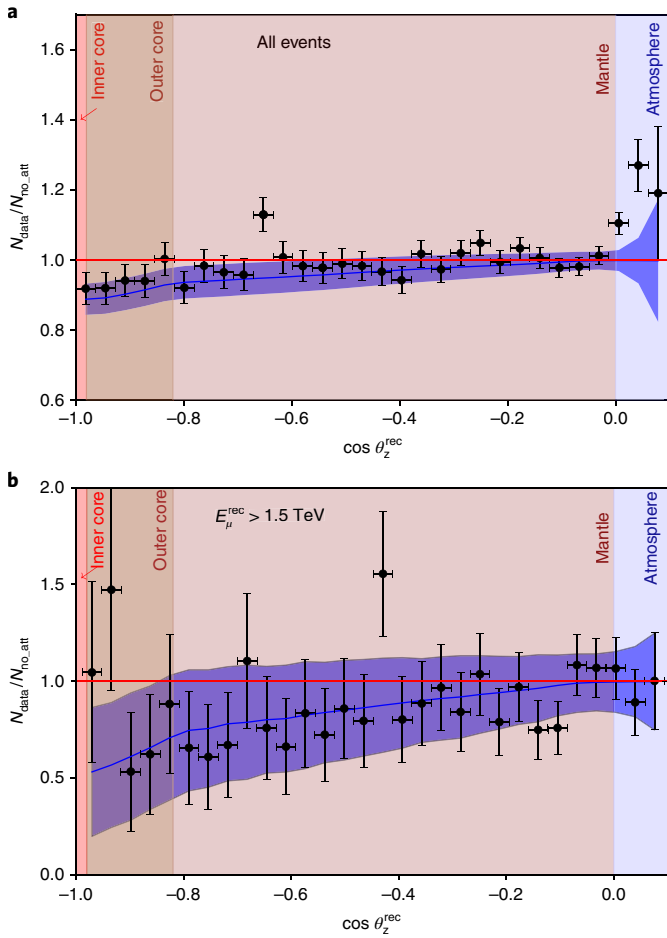 a
1.6
1.4
1.2
1.0
0.8
0.6
N_data/N_no_att
Inner core
Outer core
All events
Mantle
Atmosphere
–1.0
–0.8
–0.6
–0.4
–0.2
0.0
cos θ_z^rec
b
2.0
1.5
1.0
0.5
0.0
N_data/N_no_att
Inner core
Outer core
E_μ^rec > 1.5 TeV
Mantle
Atmosphere
–1.0
–0.8
–0.6
–0.4
–0.2
0.0
cos θ_z^rec